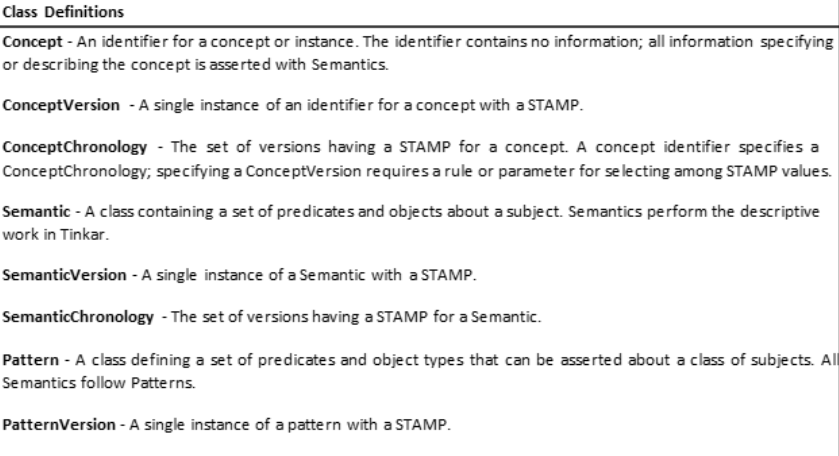 Class Definitions
Concept - An identifier for a concept or instance. The identifier contains no information; all information specifying
or describing the concept is asserted with Semantics.
ConceptVersion - A single instance of an identifier for a concept with a STAMP.
ConceptChronology - The set of versions having a STAMP for a concept. A concept identifier specifies a
ConceptChronology; specifying a ConceptVersion requires a rule or parameter for selecting among STAMP values.
Semantic - A class containing a set of predicates and objects about a subject. Semantics perform the descriptive
work in Tinkar.
SemanticVersion - A single instance of a Semantic with a STAMP.
SemanticChronology - The set of versions having a STAMP for a Semantic.
Pattern - A class defining a set of predicates and object types that can be asserted about a class of subjects. All
Semantics follow Patterns.
PatternVersion - A single instance of a pattern with a STAMP.